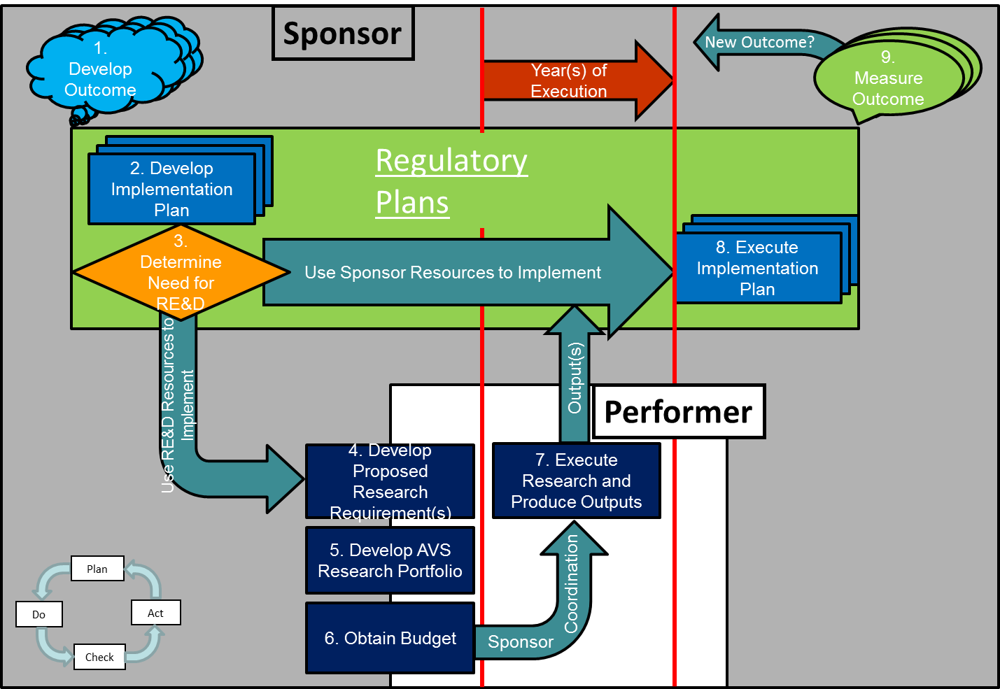 Sponsor
1.
Develop
Outcome
Year(s) of
Execution
New Outcome?
9.
Measure
Outcome
Regulatory
Plans
2. Develop
Implementation
Plan
3.
Determine
Need for
RE&D
Use Sponsor Resources to Implement
8. Execute
Implementation
Plan
Use RE&D Resources to
Implement
Output(s)
Performer
4. Develop
Proposed
Research
Requirement(s)
7. Execute
Research and
Produce Outputs
5. Develop AVS
Research Portfolio
6. Obtain Budget
Sponsor
Coordination
Plan
Do
Act
Check